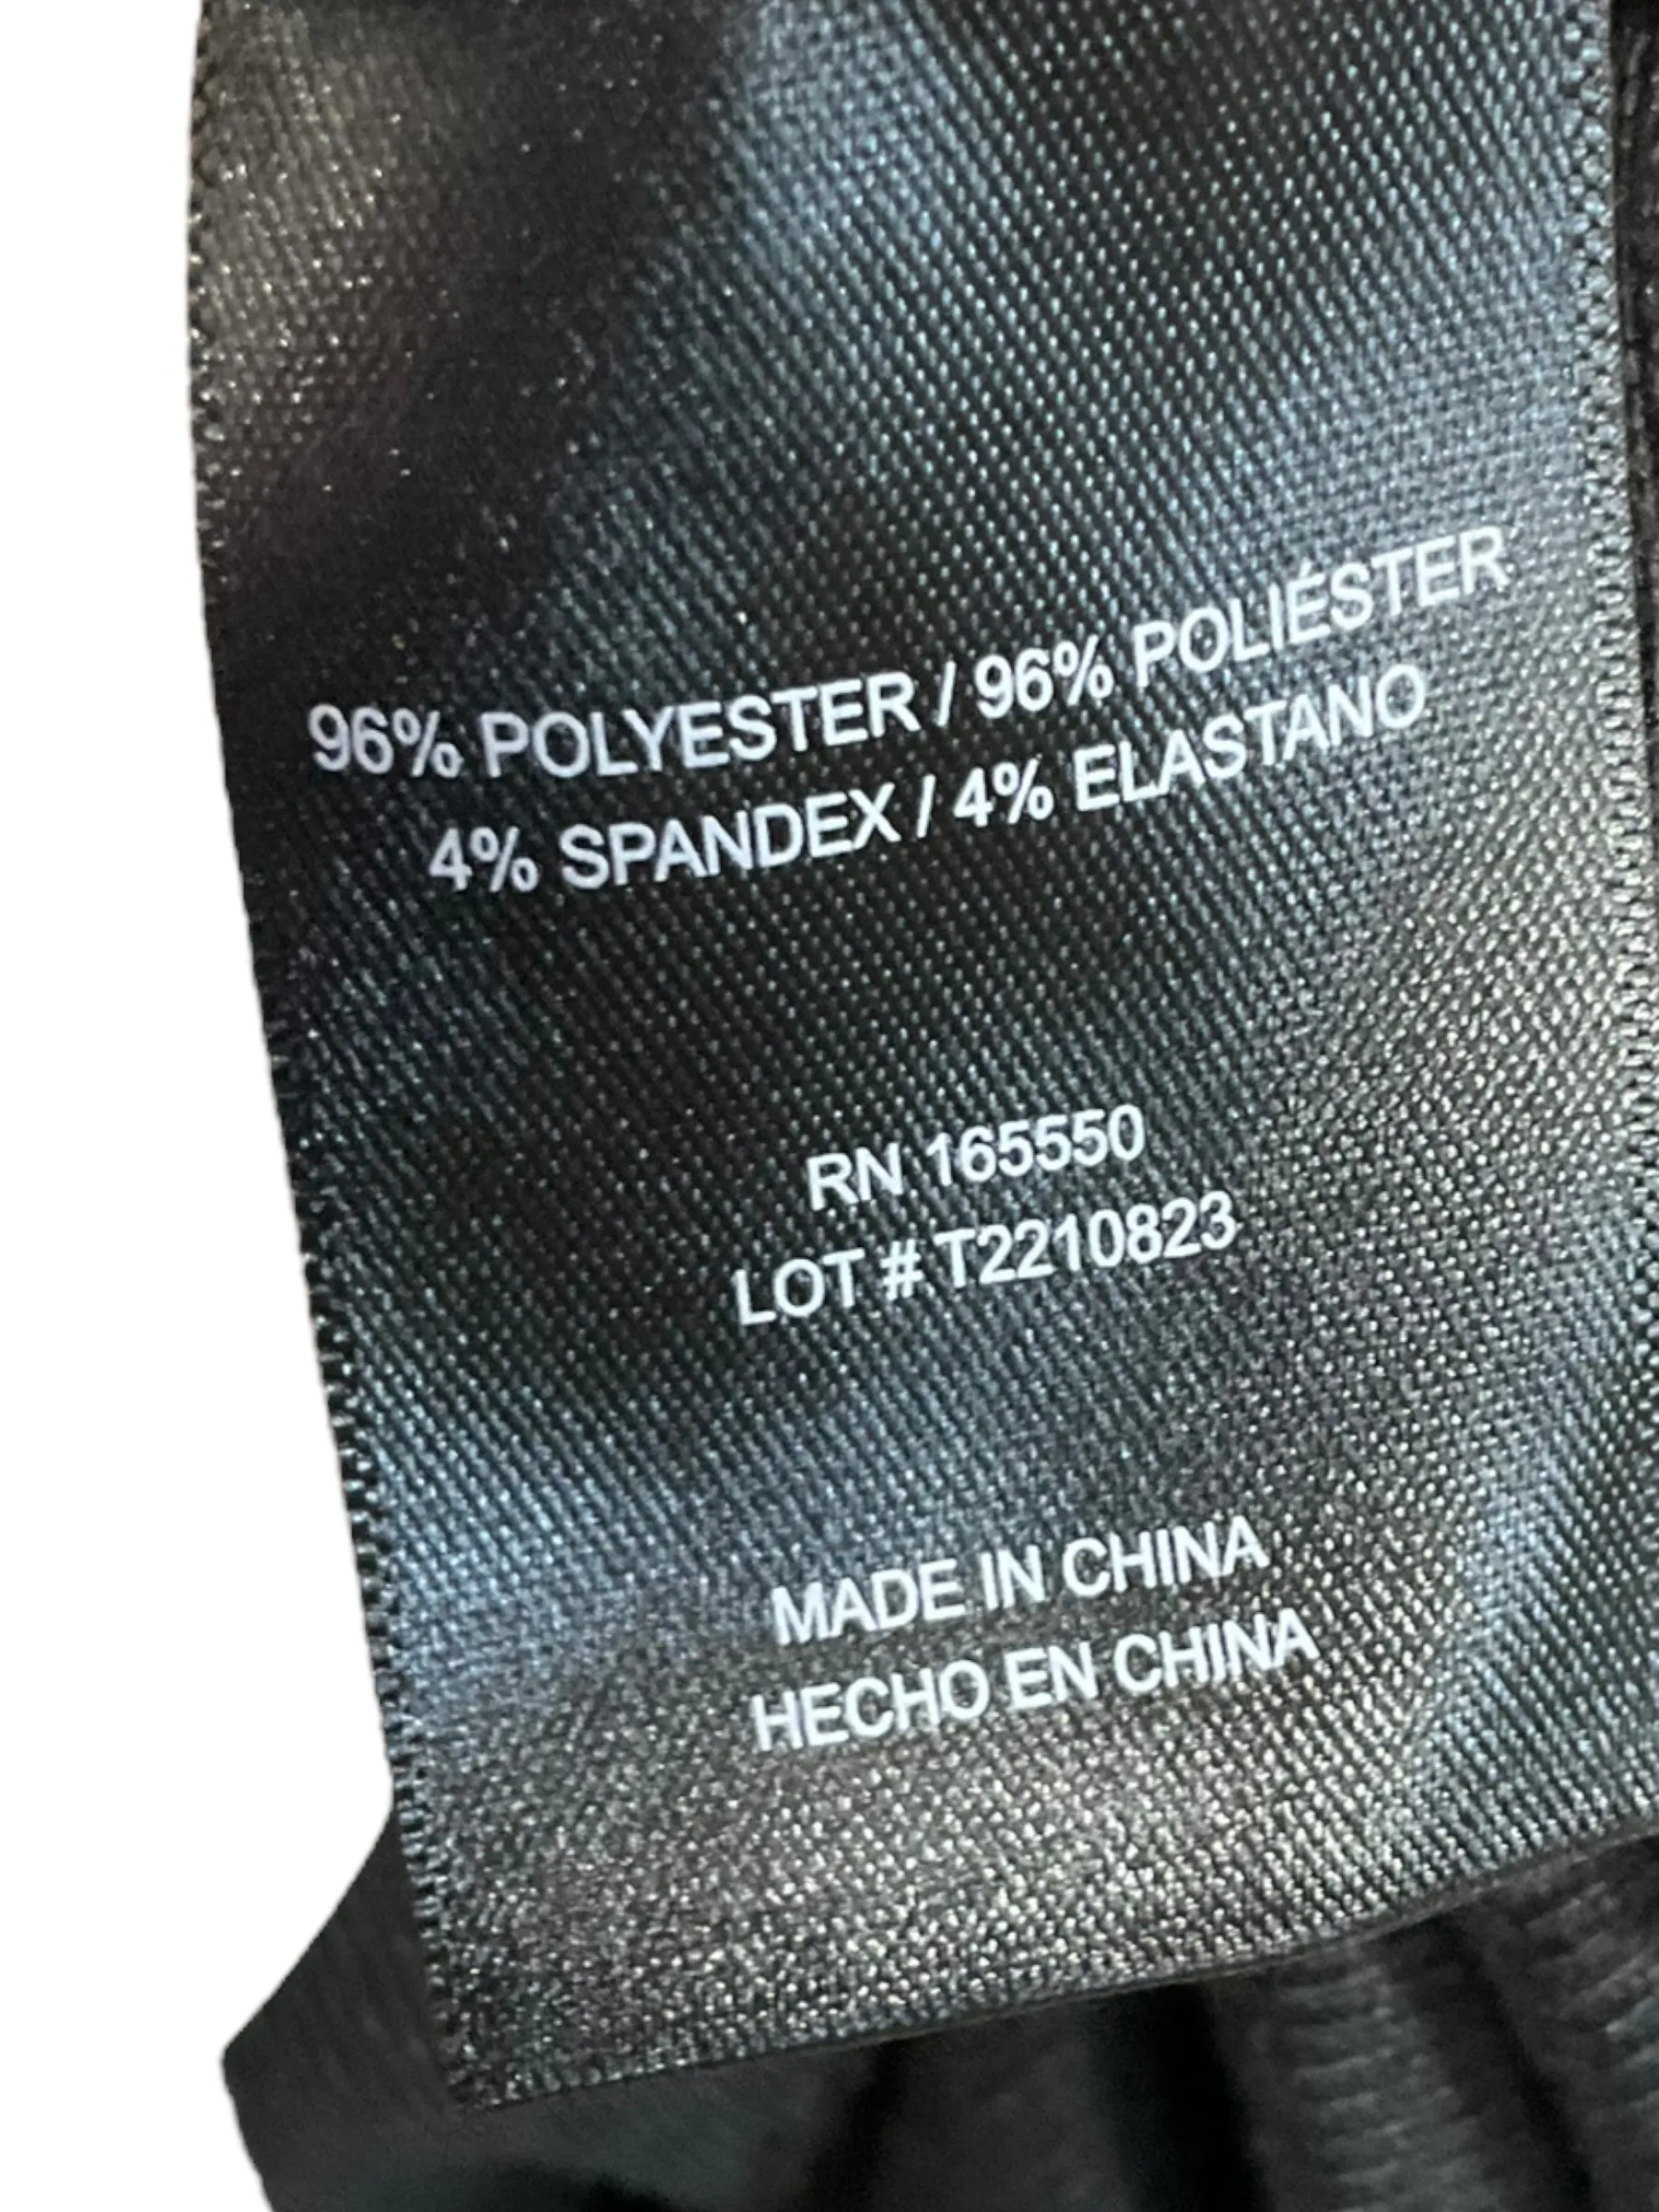 96% POLYESTER / 96% POLIÉSTER
4% SPANDEX / 4% ELASTANO
RN 165550
LOT # T2210823
MADE IN CHINA
HECHO EN CHINA